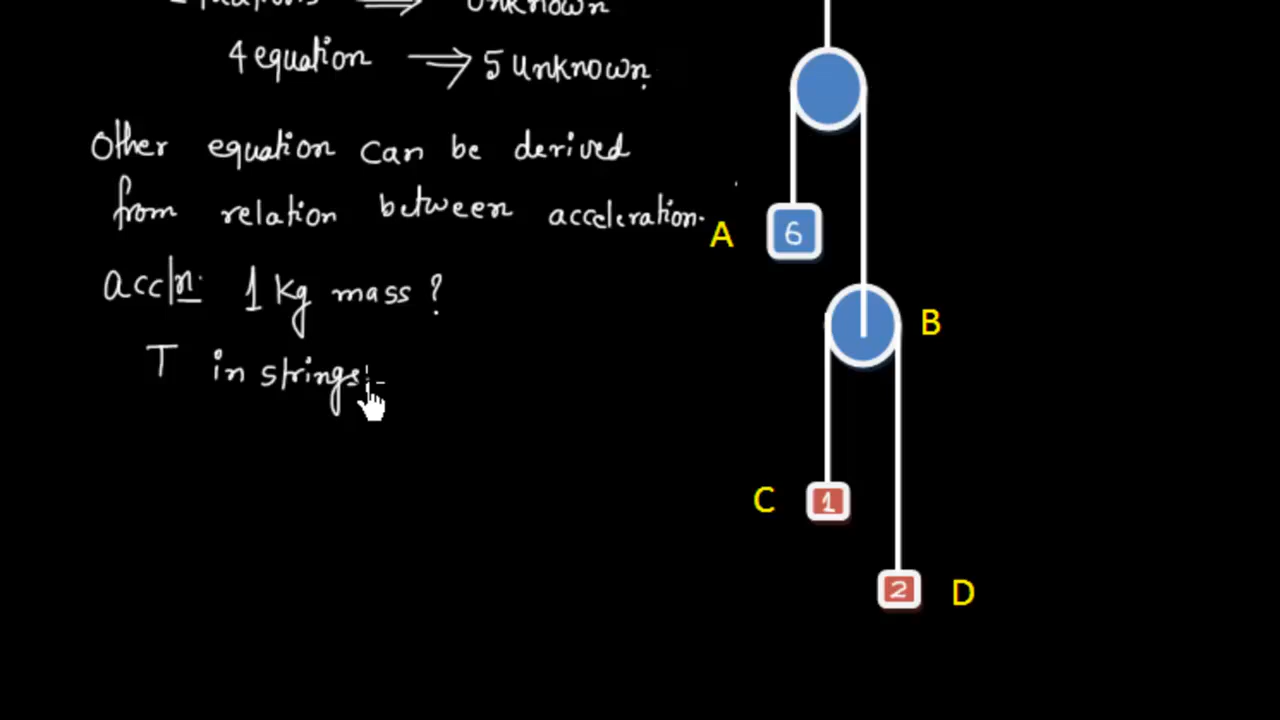 Unknown
4 equation ⟹ 5 Unknown.
Other equation can be derived
from relation between acceleration.
A 6
acc|n. 1 Kg mass ?
B
T in strings
C 1
2 D